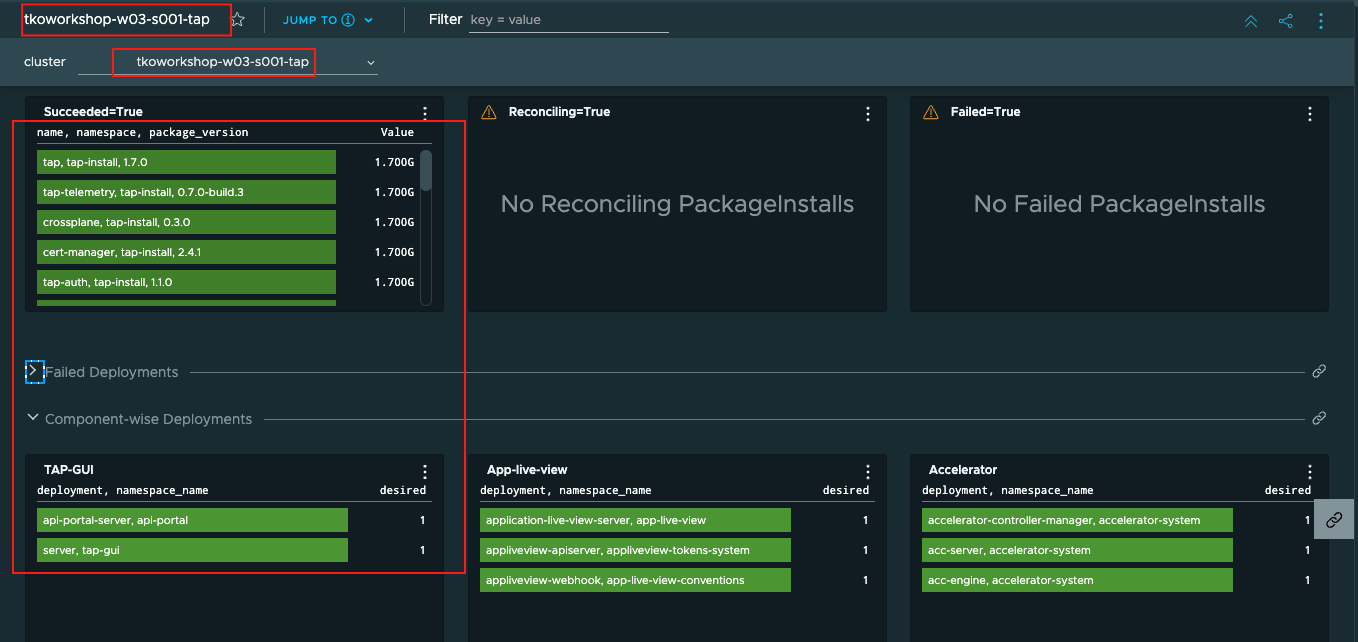 tkoworkshop-w03-s001-tap JUMP TO Filter key = value
cluster tkoworkshop-w03-s001-tap
Succeeded=True
name, namespace, package_version Value
tap, tap-install, 1.7.0 1.700G
tap-telemetry, tap-install, 0.7.0-build.3 1.700G
crossplane, tap-install, 0.3.0 1.700G
cert-manager, tap-install, 2.4.1 1.700G
tap-auth, tap-install, 1.1.0 1.700G
Reconciling=True
No Reconciling PackageInstalls
Failed=True
No Failed PackageInstalls
Failed Deployments
Component-wise Deployments
TAP-GUI
deployment, namespace_name desired
api-portal-server, api-portal 1
server, tap-gui 1
App-live-view
deployment, namespace_name desired
application-live-view-server, app-live-view 1
appliveview-apiserver, appliveview-tokens-system 1
appliveview-webhook, app-live-view-conventions 1
Accelerator
deployment, namespace_name desired
accelerator-controller-manager, accelerator-system 1
acc-server, accelerator-system 1
acc-engine, accelerator-system 1